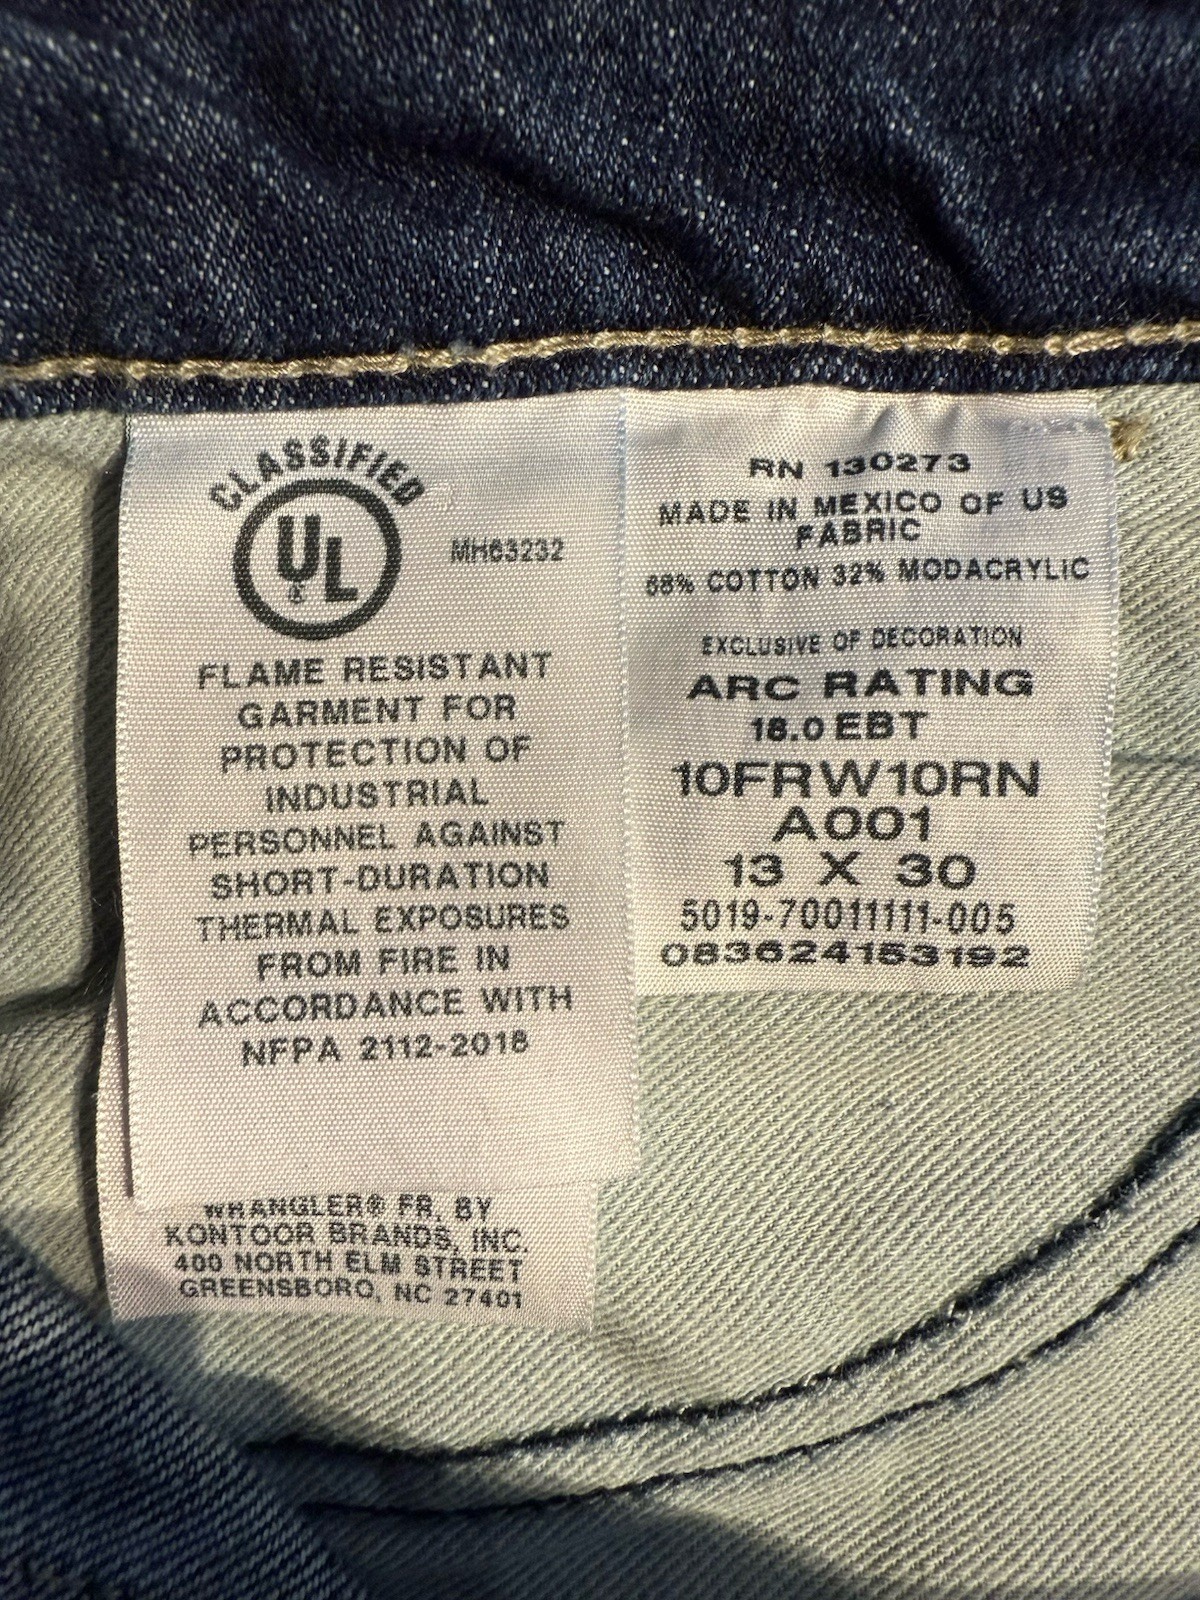 CLASSIFIED
UL
MH63232
FLAME RESISTANT
GARMENT FOR
PROTECTION OF
INDUSTRIAL
PERSONNEL AGAINST
SHORT-DURATION
THERMAL EXPOSURES
FROM FIRE IN
ACCORDANCE WITH
NFPA 2112-2018
WRANGLER® FR. BY
KONTOOR BRANDS, INC.
400 NORTH ELM STREET
GREENSBORO, NC 27401
RN 130273
MADE IN MEXICO OF US
FABRIC
68% COTTON 32% MODACRYLIC
EXCLUSIVE OF DECORATION
ARC RATING
18.0 EBT
10FRW10RN
A001
13 X 30
5019-70011111-005
083624153192